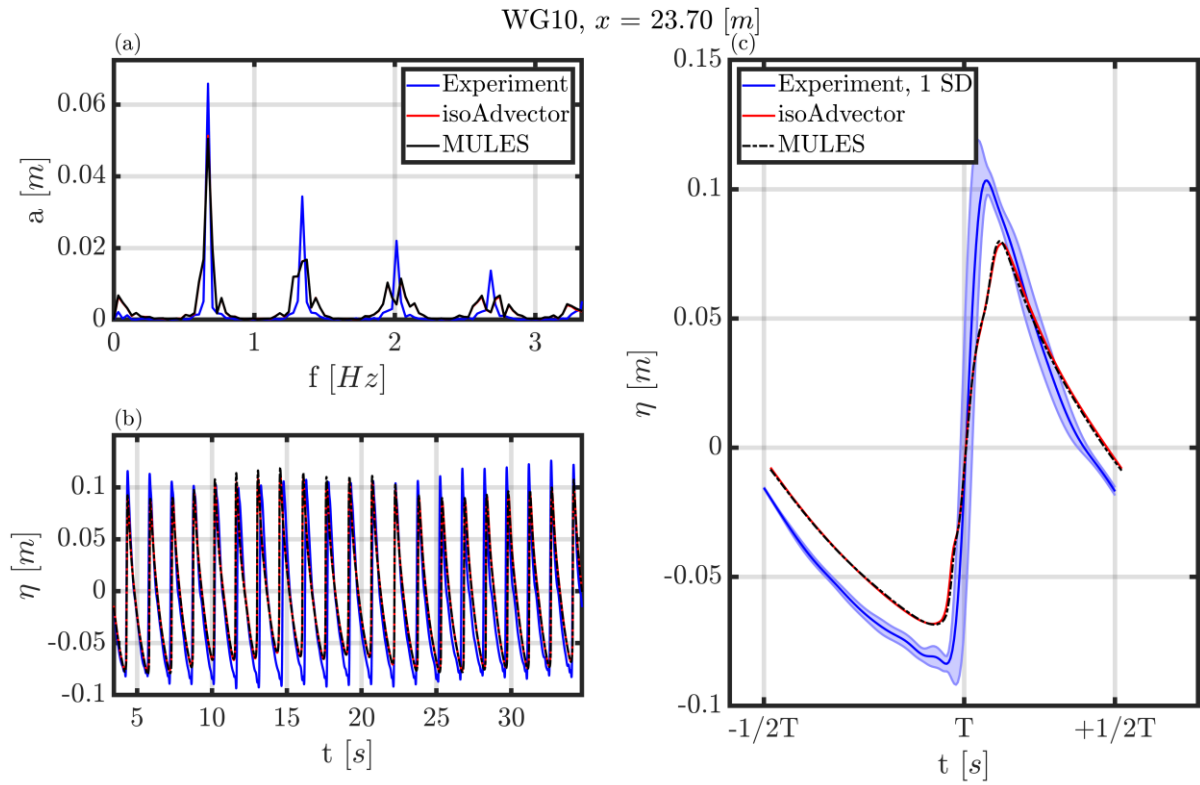 WG10, x = 23.70 [m]
(a)
0.06
0.04
0.02
0
a [m]
0
1
2
3
f [Hz]
Experiment
isoAdvector
MULES
(b)
0.1
0.05
0
-0.05
-0.1
η [m]
5
10
15
20
25
30
t [s]
(c)
0.15
0.1
0.05
0
-0.05
-0.1
η [m]
-1/2T
T
+1/2T
t [s]
Experiment, 1 SD
isoAdvector
MULES